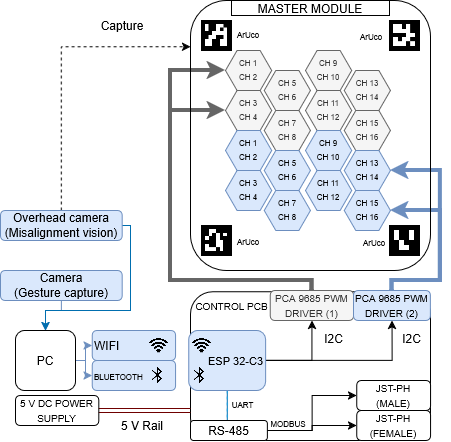 MASTER MODULE
Capture
ArUco
ArUco
CH 1
CH 2
CH 5
CH 6
CH 9
CH 10
CH 13
CH 14
CH 3
CH 4
CH 7
CH 8
CH 11
CH 12
CH 15
CH 16
CH 1
CH 2
CH 5
CH 6
CH 9
CH 10
CH 13
CH 14
CH 3
CH 4
CH 7
CH 8
CH 11
CH 12
CH 15
CH 16
ArUco
ArUco
Overhead camera
(Misalignment vision)
Camera
(Gesture capture)
CONTROL PCB
PCA 9685 PWM
DRIVER (1)
PCA 9685 PWM
DRIVER (2)
I2C
I2C
PC
WIFI
BLUETOOTH
ESP 32-C3
5 V DC POWER
SUPPLY
5 V Rail
UART
RS-485
MODBUS
JST-PH
(MALE)
JST-PH
(FEMALE)